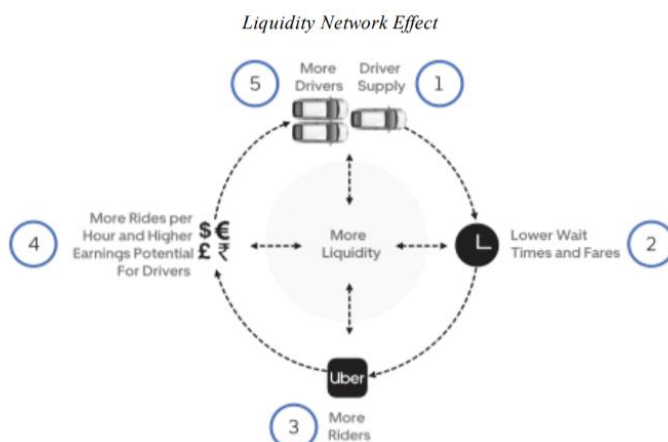 Liquidity Network Effect
5
More
Drivers
Driver
Supply
1
More Rides per
Hour and Higher
Earnings Potential
For Drivers
4
$ €
£ ₹
More
Liquidity
Lower Wait
Times and Fares
2
Uber
3
More
Riders